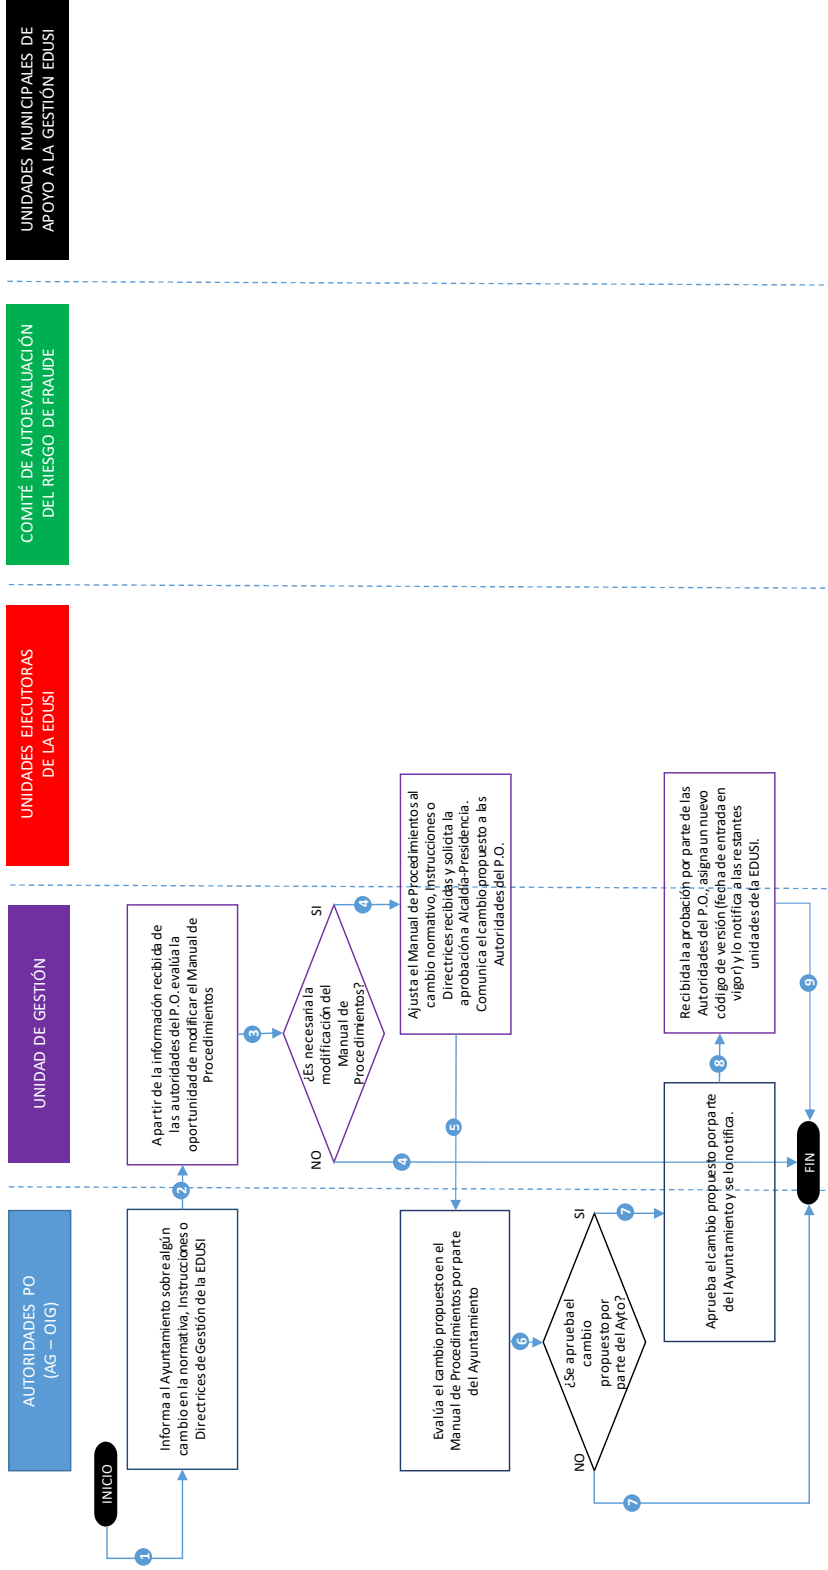 AUTORIDADES PO
(AG – OIG)
UNIDAD DE GESTIÓN
UNIDADES EJECUTORAS
DE LA EDUSI
COMITÉ DE AUTOEVALUACIÓN
DEL RIESGO DE FRAUDE
UNIDADES MUNICIPALES DE
APOYO A LA GESTIÓN EDUSI
INICIO
1
Informa al Ayuntamiento sobre algún
cambio en la normativa, Instrucciones o
Directrices de Gestión de la EDUSI
2
A partir de la información recibida de
las autoridades del P.O. evalúa la
oportunidad de modificar el Manual de
Procedimientos
3
¿Es necesaria la
modificación del
Manual de
Procedimientos?
NO
SI
4
4
Ajusta el Manual de Procedimientos al
cambio normativo, Instrucciones o
Directrices recibidas y solicita la
aprobación a Alcaldía-Presidencia.
Comunica el cambio propuesto a las
Autoridades del P.O.
5
Evalúa el cambio propuesto en el
Manual de Procedimientos por parte
del Ayuntamiento
6
¿Se aprueba el
cambio
propuesto por
parte del Ayto?
NO
SI
7
7
Aprueba el cambio propuesto por parte
del Ayuntamiento y se lo notifica.
8
Recibida la aprobación por parte de las
Autoridades del P.O., asigna un nuevo
código de versión (fecha de entrada en
vigor) y lo notifica a las restantes
unidades de la EDUSI.
9
FIN